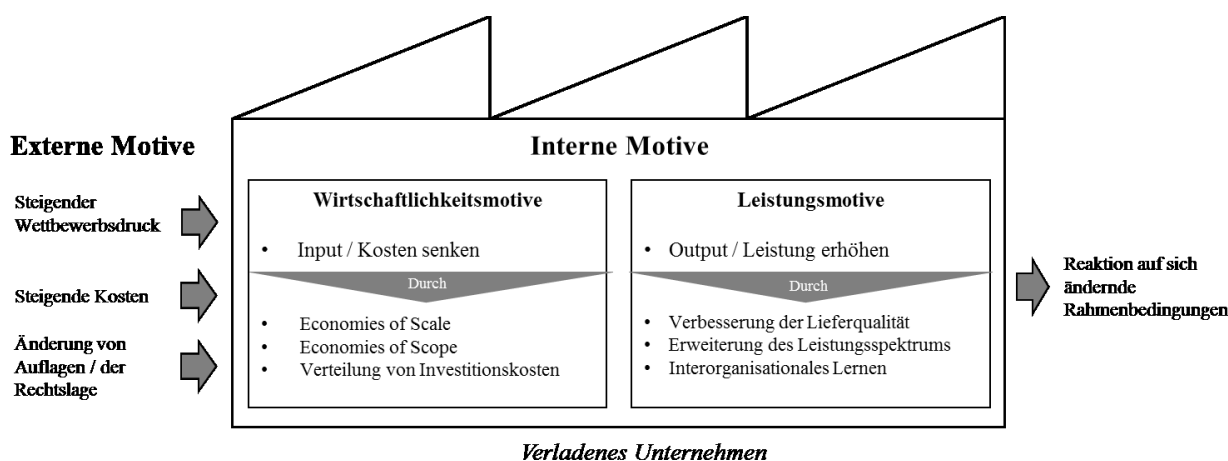 Externe Motive
Steigender
Wettbewerbsdruck
Steigende Kosten
Änderung von
Auflagen / der
Rechtslage
Interne Motive
Wirtschaftlichkeitsmotive
• Input / Kosten senken
Durch
• Economies of Scale
• Economies of Scope
• Verteilung von Investitionskosten
Leistungsmotive
• Output / Leistung erhöhen
Durch
• Verbesserung der Lieferqualität
• Erweiterung des Leistungsspektrums
• Interorganisationales Lernen
Reaktion auf sich
ändernde
Rahmenbedingungen
Verladenes Unternehmen